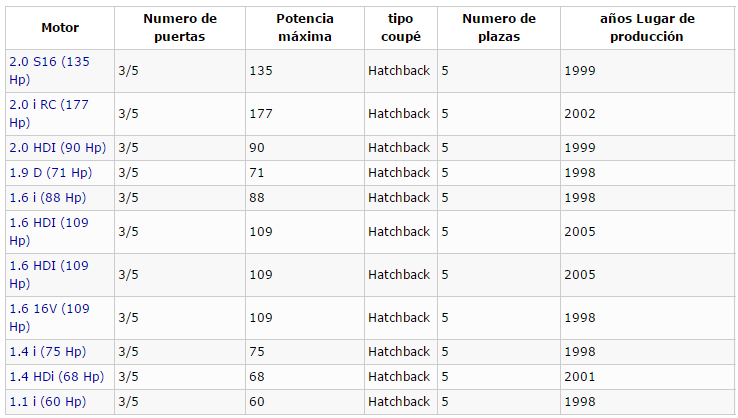 Motor Numero de puertas Potencia máxima tipo coupé Numero de plazas años Lugar de producción
2.0 S16 (135 Hp) 3/5 135 Hatchback 5 1999
2.0 i RC (177 Hp) 3/5 177 Hatchback 5 2002
2.0 HDI (90 Hp) 3/5 90 Hatchback 5 1999
1.9 D (71 Hp) 3/5 71 Hatchback 5 1998
1.6 i (88 Hp) 3/5 88 Hatchback 5 1998
1.6 HDI (109 Hp) 3/5 109 Hatchback 5 2005
1.6 HDI (109 Hp) 3/5 109 Hatchback 5 2005
1.6 16V (109 Hp) 3/5 109 Hatchback 5 1998
1.4 i (75 Hp) 3/5 75 Hatchback 5 1998
1.4 HDi (68 Hp) 3/5 68 Hatchback 5 2001
1.1 i (60 Hp) 3/5 60 Hatchback 5 1998